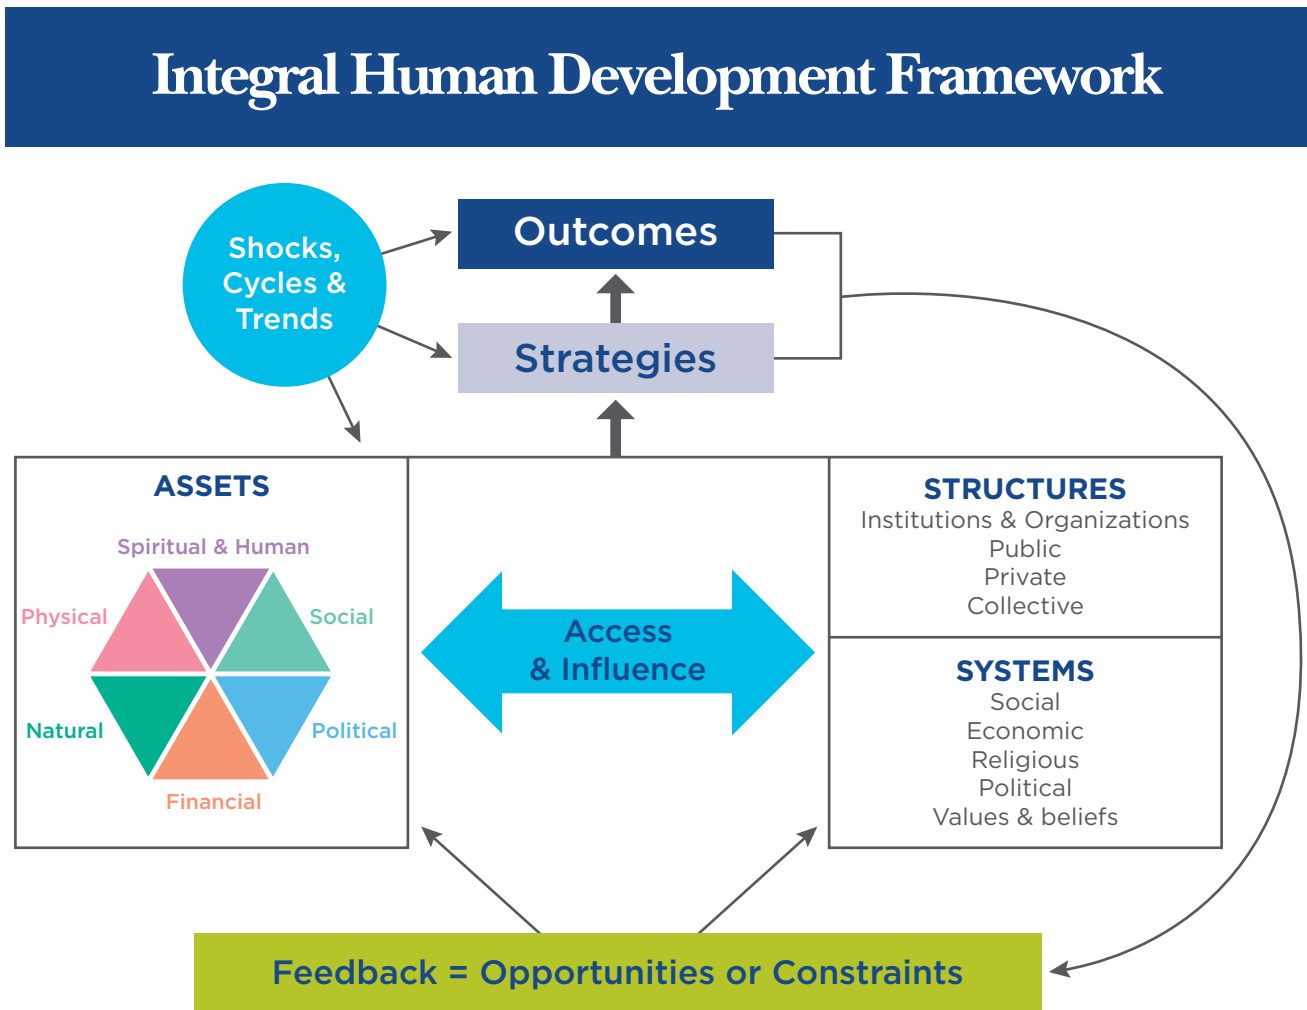 Integral Human Development Framework
Shocks,
Cycles &
Trends
Outcomes
Strategies
ASSETS
Spiritual & Human
Physical
Social
Natural
Political
Financial
Access
& Influence
STRUCTURES
Institutions & Organizations
Public
Private
Collective
SYSTEMS
Social
Economic
Religious
Political
Values & beliefs
Feedback = Opportunities or Constraints